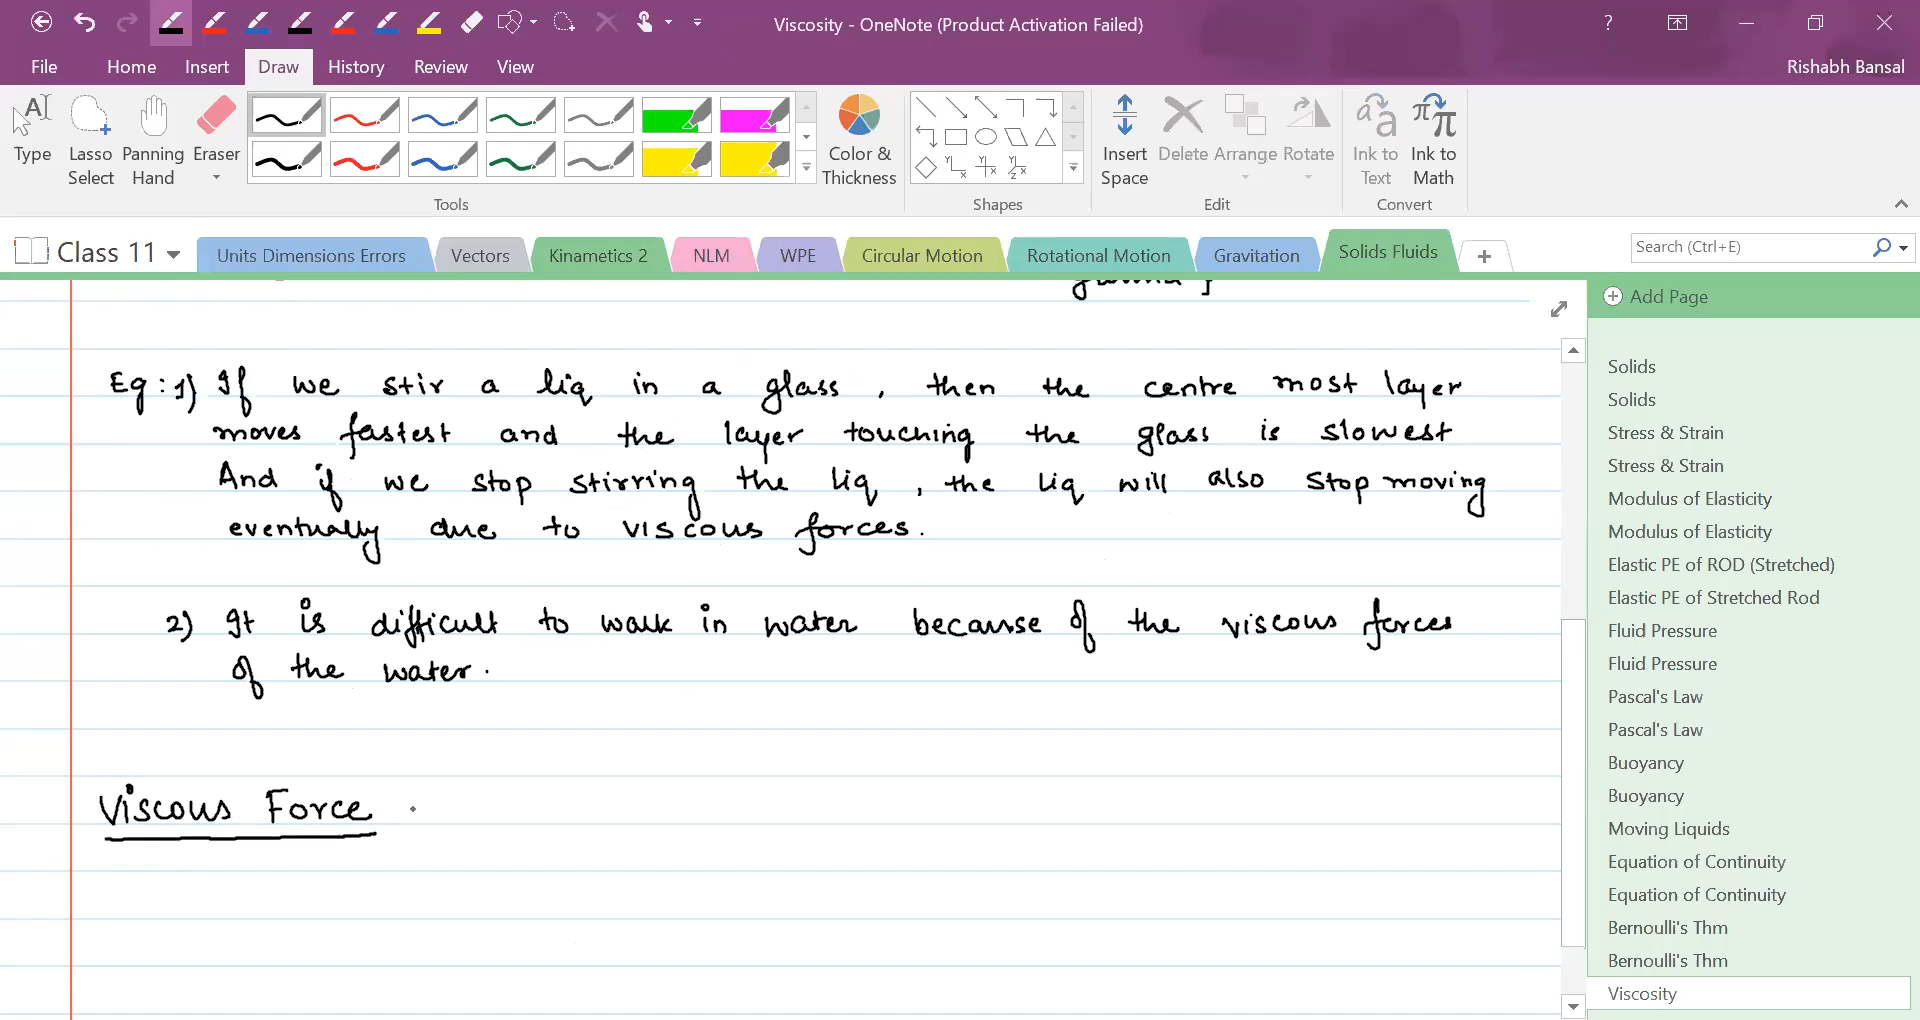 Viscosity - OneNote (Product Activation Failed)
?
File Home Insert Draw History Review View
Rishabh Bansal
Type
Lasso Select
Panning Hand
Eraser
Color & Thickness
Insert Space
Delete
Arrange
Rotate
Ink to Text
Ink to Math
Tools
Shapes
Edit
Convert
Class 11
Units Dimensions Errors
Vectors
Kinametics 2
NLM
WPE
Circular Motion
Rotational Motion
Gravitation
Solids Fluids
Search (Ctrl+E)
Eg : 1) If we stir a liq in a glass , then the centre most layer
moves fastest and the layer touching the glass is slowest
And if we stop stirring the liq , the liq will also stop moving
eventually due to viscous forces.
2) It is difficult to walk in water because of the viscous forces
of the water.
Viscous Force
Add Page
Solids
Solids
Stress & Strain
Stress & Strain
Modulus of Elasticity
Modulus of Elasticity
Elastic PE of ROD (Stretched)
Elastic PE of Stretched Rod
Fluid Pressure
Fluid Pressure
Pascal's Law
Pascal's Law
Buoyancy
Buoyancy
Moving Liquids
Equation of Continuity
Equation of Continuity
Bernoulli's Thm
Bernoulli's Thm
Viscosity